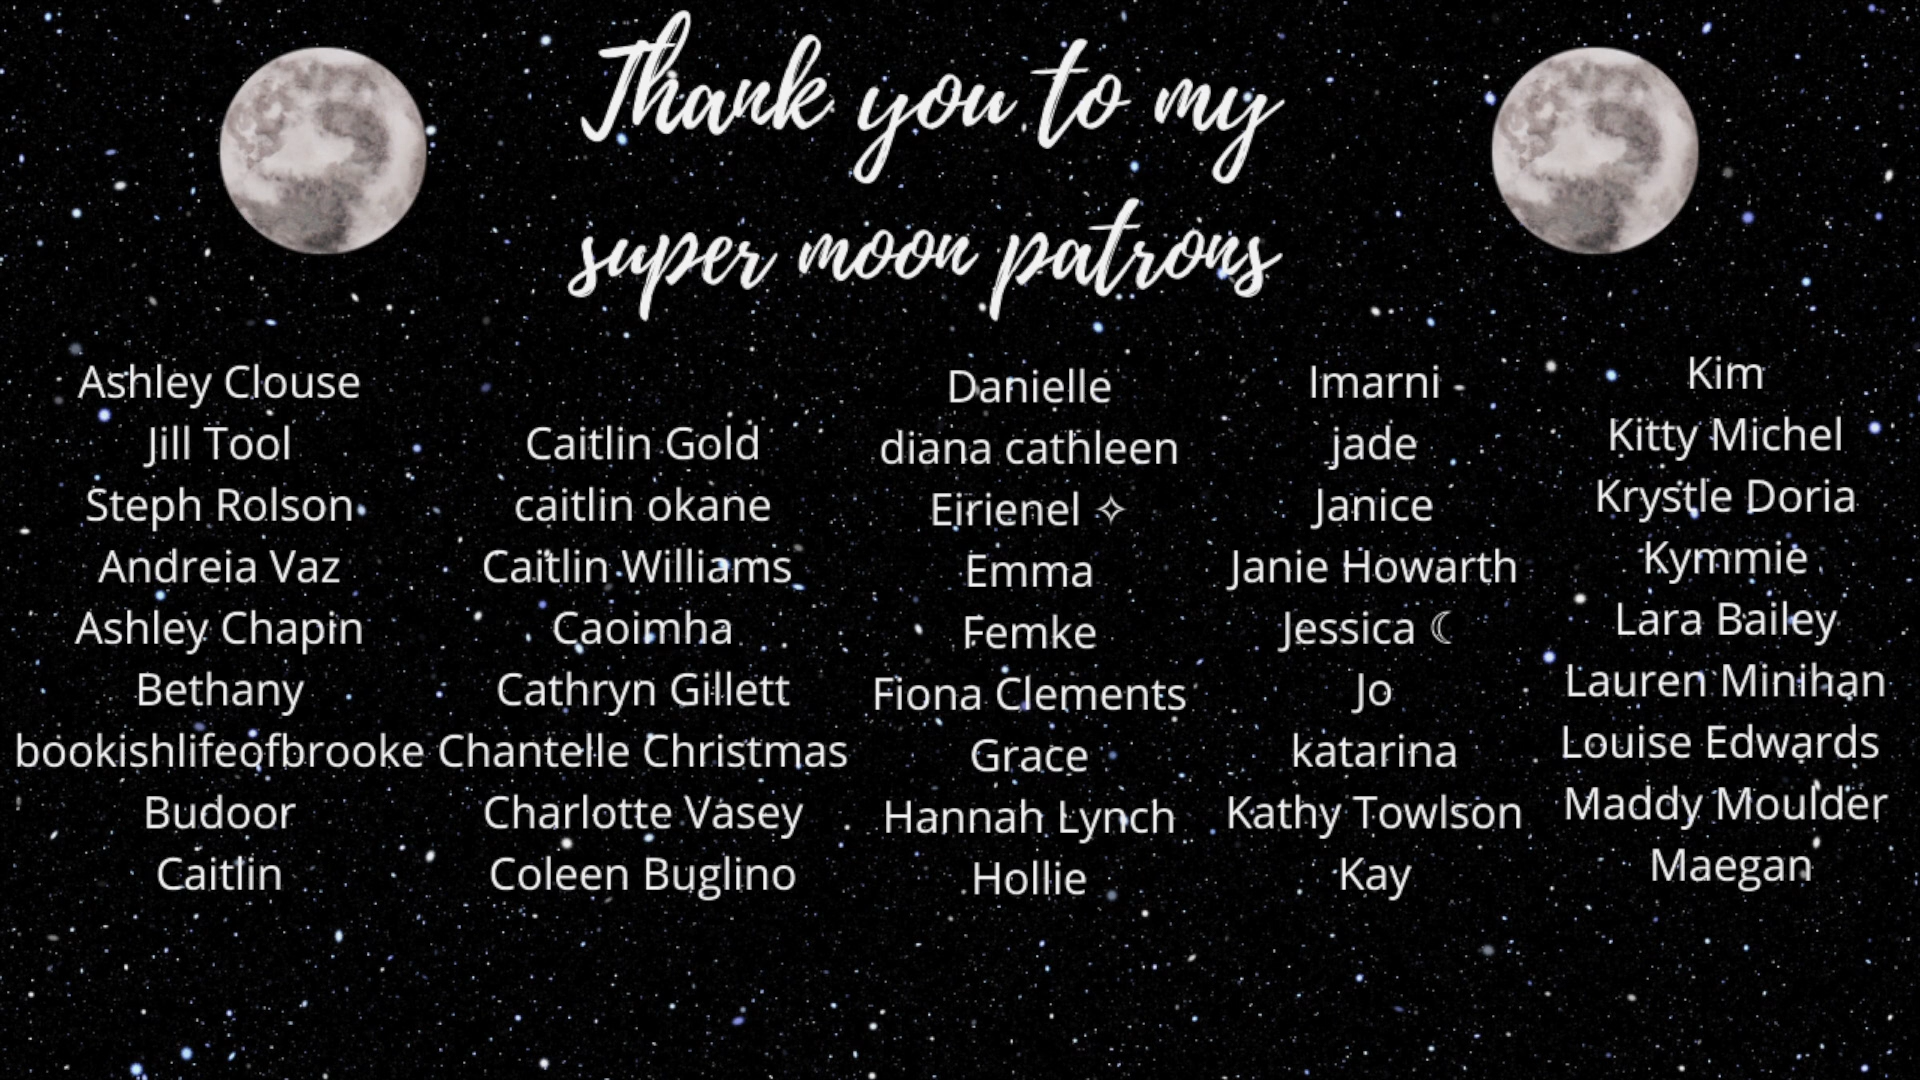 Thank you to my
super moon patrons
Ashley Clouse
Jill Tool
Steph Rolson
Andreia Vaz
Ashley Chapin
Bethany
bookishlifeofbrooke
Budoor
Caitlin
Caitlin Gold
caitlin okane
Caitlin Williams
Caoimha
Cathryn Gillett
Chantelle Christmas
Charlotte Vasey
Coleen Buglino
Danielle
diana cathleen
Eirienel ✧
Emma
Femke
Fiona Clements
Grace
Hannah Lynch
Hollie
Imarni
jade
Janice
Janie Howarth
Jessica ☾
Jo
katarina
Kathy Towlson
Kay
Kim
Kitty Michel
Krystle Doria
Kymmie
Lara Bailey
Lauren Minihan
Louise Edwards
Maddy Moulder
Maegan